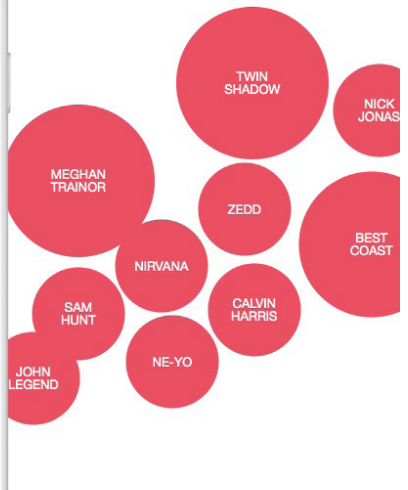 TWIN
SHADOW
NICK
JONAS
MEGHAN
TRAINOR
ZEDD
BEST
COAST
NIRVANA
SAM
HUNT
CALVIN
HARRIS
NE-YO
JOHN
LEGEND